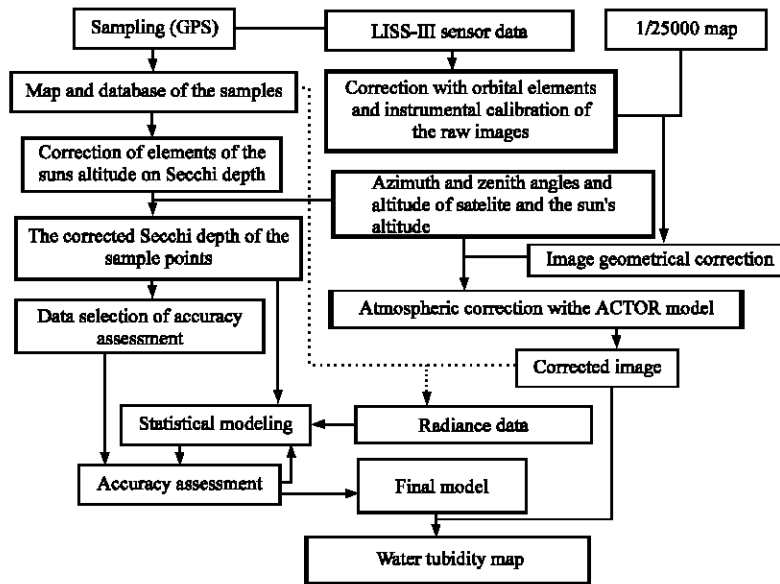 Sampling (GPS)
LISS-III sensor data
1/25000 map
Map and database of the samples
Correction with orbital elements
and instrumental calibration of
the raw images
Correction of elements of the
suns altitude on Secchi depth
Azimuth and zenith angles and
altitude of satelite and the sun's
altitude
The corrected Secchi depth of the
sample points
Image geometrical correction
Data selection of accuracy
assessment
Atmospheric correction withe ACTOR model
Corrected image
Statistical modeling
Radiance data
Accuracy assessment
Final model
Water tubidity map